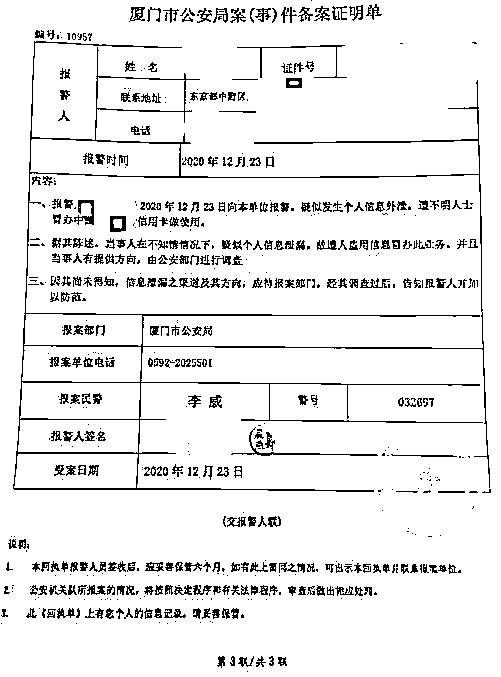 厦门市公安局案(事)件备案证明单
编号: 10957
报警人
姓 名
证件号
联系地址:
东京都中野区
电话
报警时间
2020 年 12 月 23 日
内容:
一、报警 2020 年 12 月 23 日向本单位报警。疑似发生个人信息外泄。遭不明人士
冒办中 信用卡做使用。
二、据其陈述。当事人在不知情情况下, 疑似个人信息泄漏, 故遭人盗用信息冒办此业务。并且
当事人有提供方向, 由公安部门进行调查
三、因其尚未得知, 信息泄漏之渠道及其方向, 应待报案部门, 经其调查过后, 告知报警人并加
以防范。
报案部门
厦门市公安局
报案单位电话
0592-2025501
报案民警
李 威
警号
032657
报警人签名
受案日期
2020 年 12 月 23 日
(交报警人联)
说明:
1. 本回执单报警人员签收后, 应妥善保管六个月, 如有此上面同之情况, 可出示本回执单并联系报案单位。
2. 公安机关队所报案的情况, 将按照决定程序和有关法律程序, 审查后做出相应处理。
3. 此《回执单》上有您个人的信息记录, 请妥善保管。
第 3 联/共 3 联